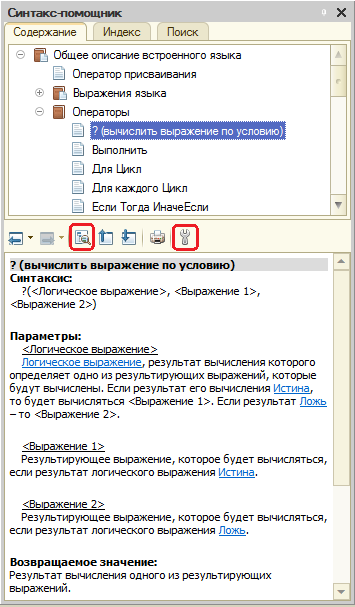 Синтакс-помощник
Содержание Индекс Поиск
Общее описание встроенного языка
Оператор присваивания
Выражения языка
Операторы
? (вычислить выражение по условию)
Выполнить
Для Цикл
Для каждого Цикл
Если Тогда ИначеЕсли
? (вычислить выражение по условию)
Синтаксис:
?(<Логическое выражение>, <Выражение 1>,
<Выражение 2>)
Параметры:
<Логическое выражение>
Логическое выражение, результат вычисления которого
определяет одно из результирующих выражений, которые
будут вычислены. Если результат его вычисления Истина,
то будет вычисляться <Выражение 1>. Если результат Ложь
– то <Выражение 2>.
<Выражение 1>
Результирующее выражение, которое будет вычисляться,
если результат логического выражения Истина.
<Выражение 2>
Результирующее выражение, которое будет вычисляться,
если результат логического выражения Ложь.
Возвращаемое значение:
Результат вычисления одного из результирующих
выражений.